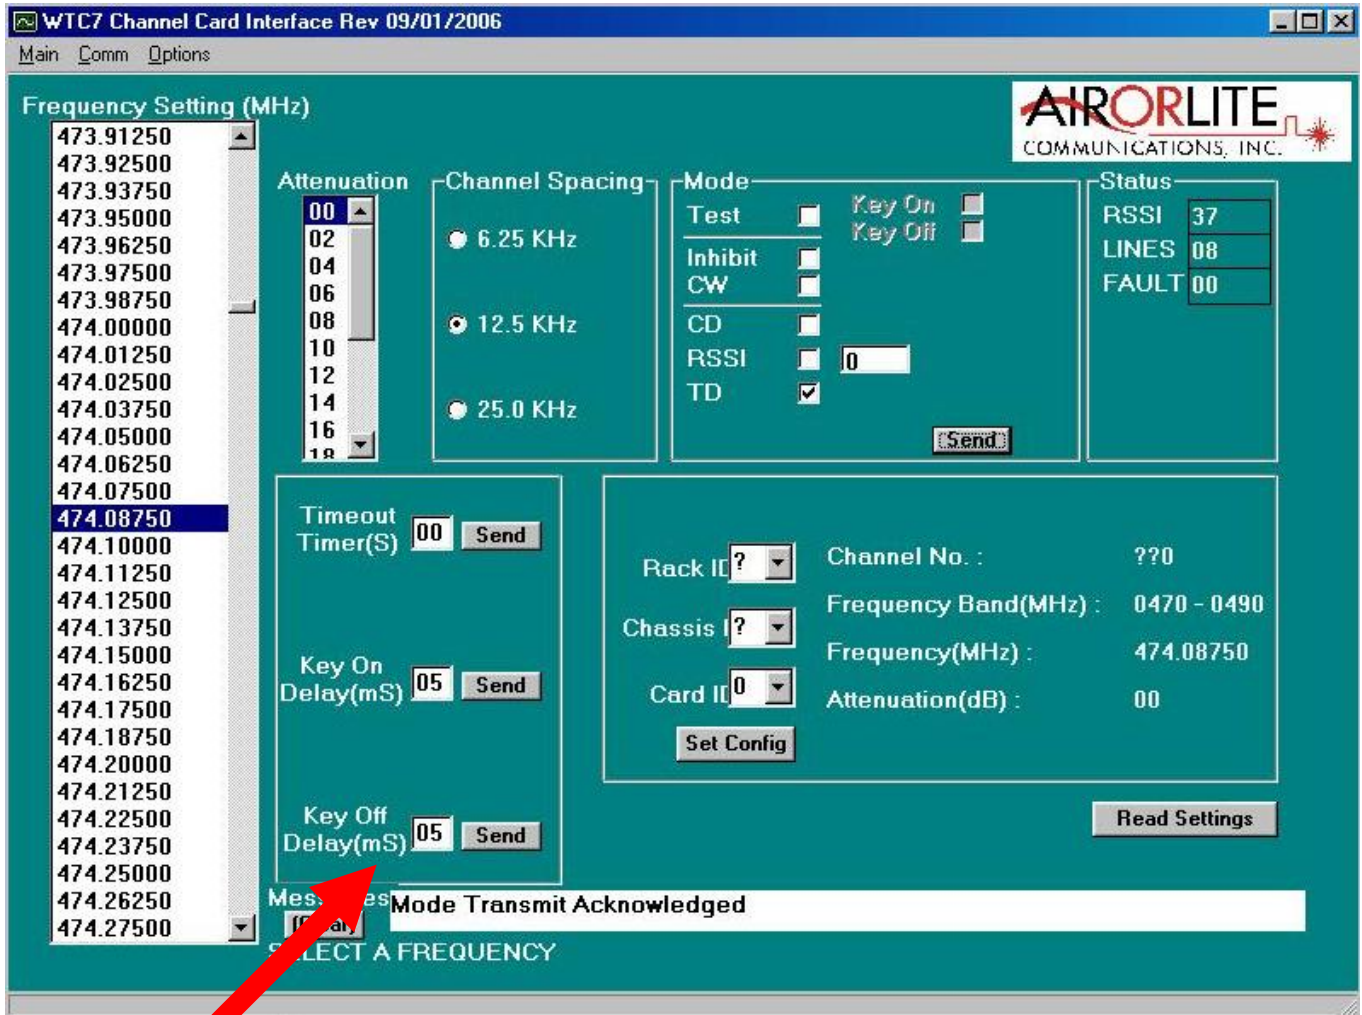 WTC7 Channel Card Interface Rev 09/01/2006
Main Comm Options
Frequency Setting (MHz)
473.91250
473.92500
473.93750
473.95000
473.96250
473.97500
473.98750
474.00000
474.01250
474.02500
474.03750
474.05000
474.06250
474.07500
474.08750
474.10000
474.11250
474.12500
474.13750
474.15000
474.16250
474.17500
474.18750
474.20000
474.21250
474.22500
474.23750
474.25000
474.26250
474.27500
AIRORLITE
COMMUNICATIONS, INC.
Attenuation
00
02
04
06
08
10
12
14
16
18
Channel Spacing
6.25 KHz
12.5 KHz
25.0 KHz
Mode
Test
Key On
Key Off
Inhibit
CW
CD
RSSI 0
TD
Send
Status
RSSI 37
LINES 08
FAULT 00
Timeout
Timer(S) 00 Send
Key On
Delay(mS) 05 Send
Key Off
Delay(mS) 05 Send
Rack ID ?
Chassis I ?
Card ID 0
Set Config
Channel No. : ??0
Frequency Band(MHz) : 0470 - 0490
Frequency(MHz) : 474.08750
Attenuation(dB) : 00
Read Settings
Mode Transmit Acknowledged
A FREQUENCY